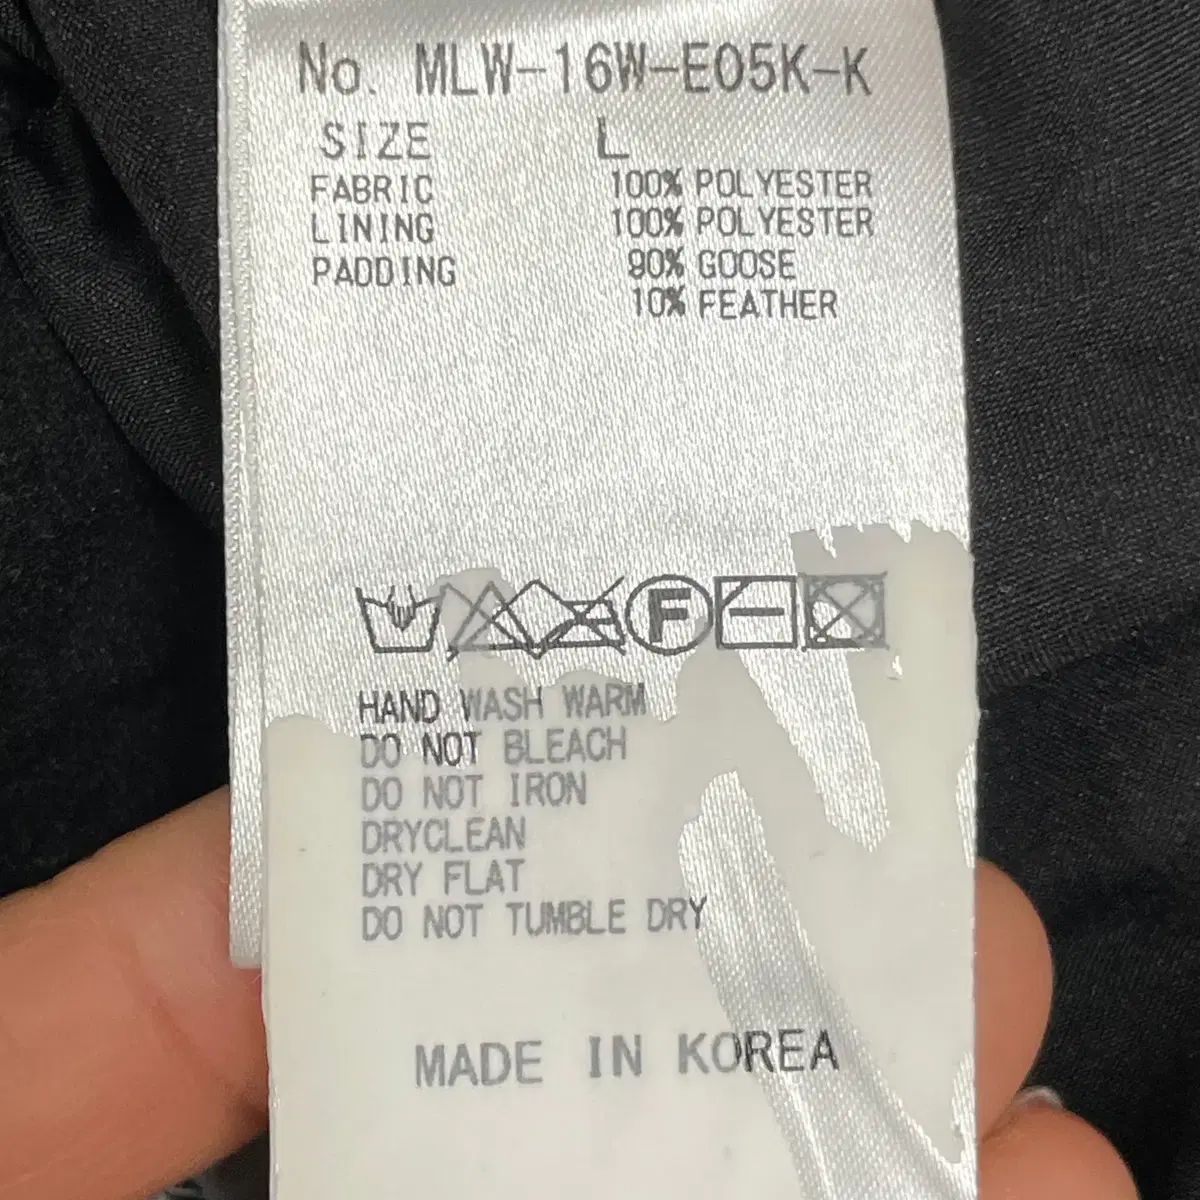 No. MLW-16W-E05K-K
SIZE L
FABRIC 100% POLYESTER
LINING 100% POLYESTER
PADDING 90% GOOSE
10% FEATHER
F
HAND WASH WARM
DO NOT BLEACH
DO NOT IRON
DRYCLEAN
DRY FLAT
DO NOT TUMBLE DRY
MADE IN KOREA